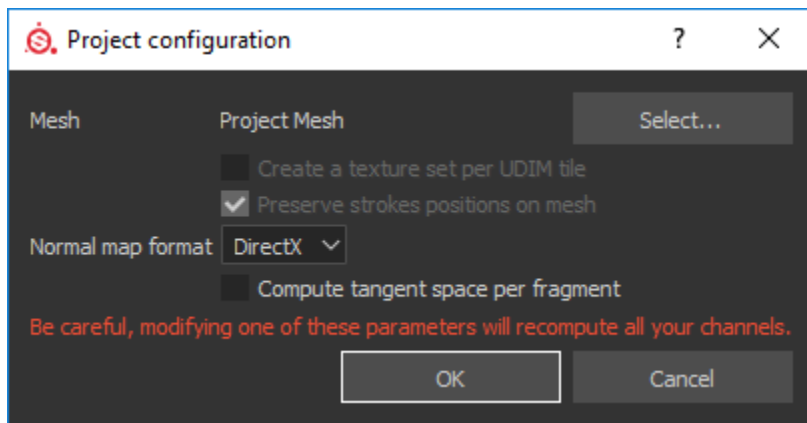 Project configuration
?
Mesh Project Mesh Select...
Create a texture set per UDIM tile
Preserve strokes positions on mesh
Normal map format DirectX
Compute tangent space per fragment
Be careful, modifying one of these parameters will recompute all your channels.
OK Cancel